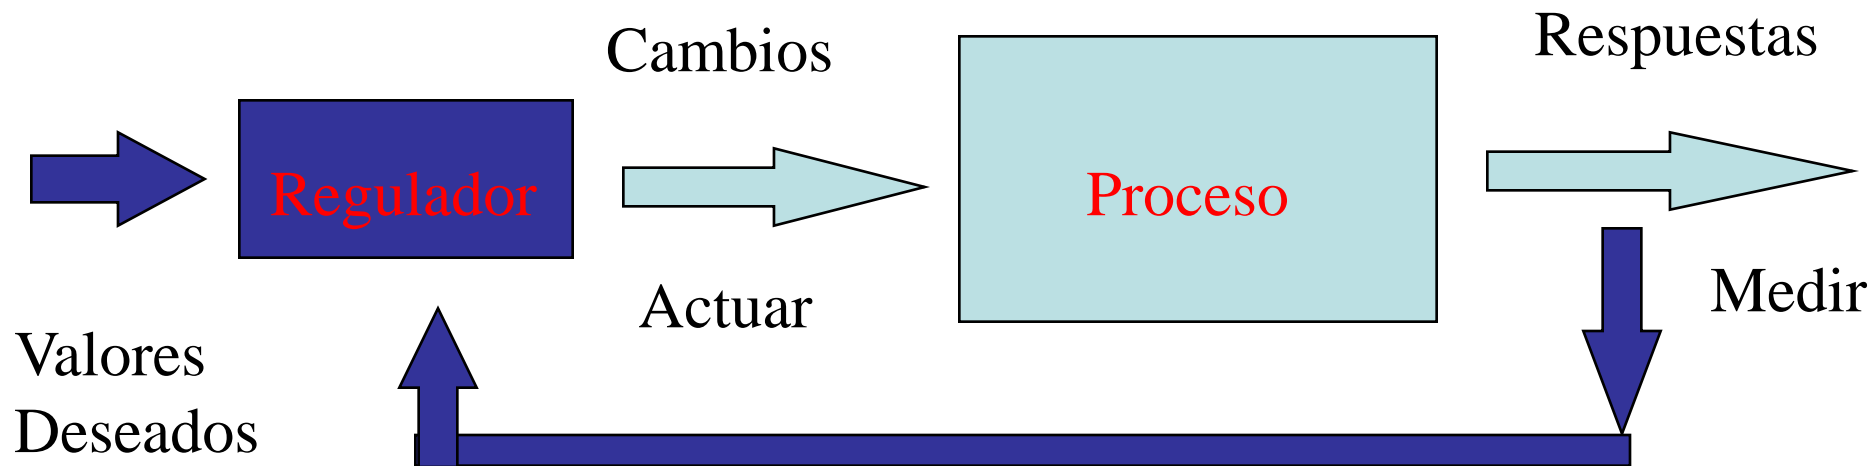 Cambios
Respuestas
Regulador
Proceso
Actuar
Medir
Valores
Deseados